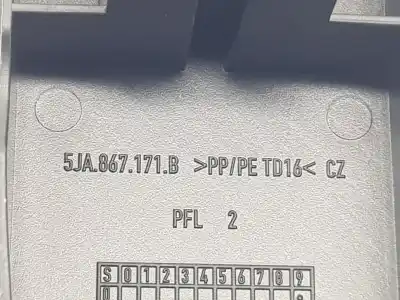 5JA.867.171.B >PP/PE TD16< CZ
PFL 2
S 0 1 2 3 4 5 6 7 8 9
0